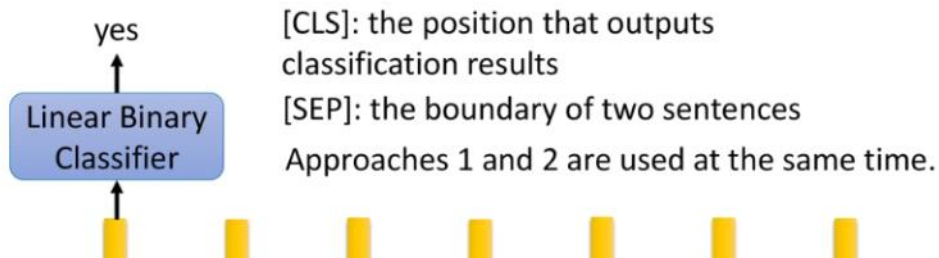 yes
[CLS]: the position that outputs
classification results
[SEP]: the boundary of two sentences
Linear Binary
Classifier
Approaches 1 and 2 are used at the same time.